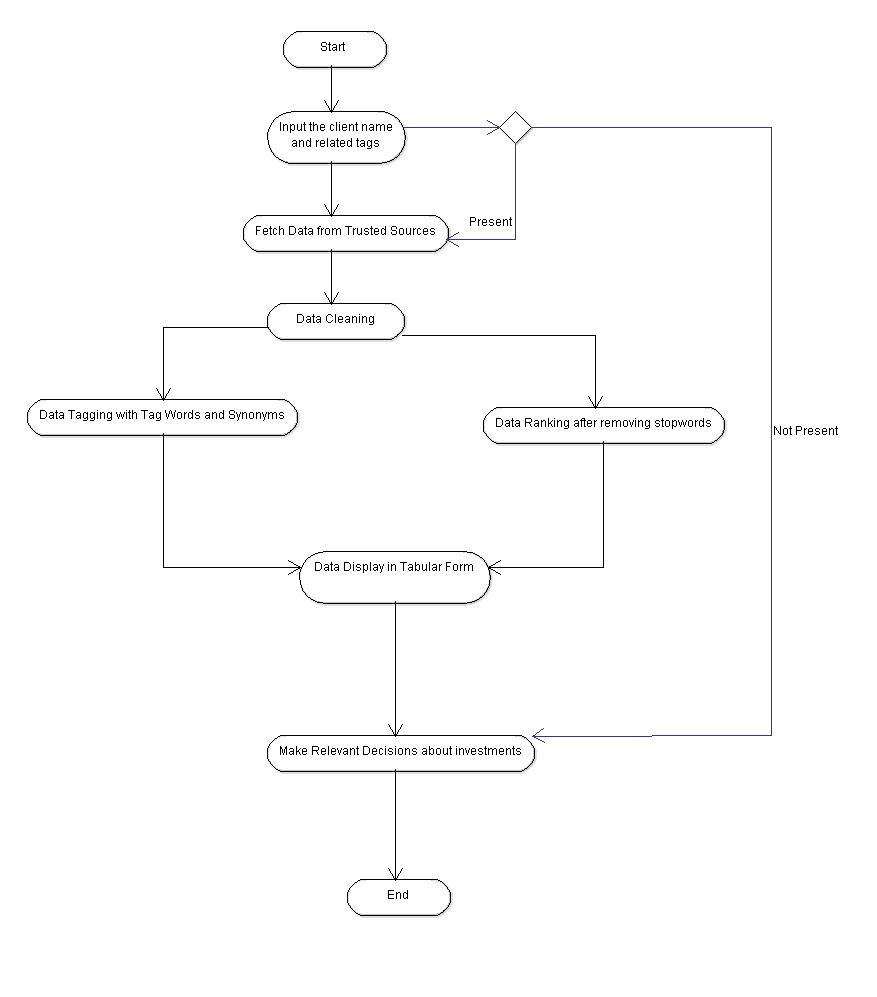 Start
Input the client name
and related tags
Present
Fetch Data from Trusted Sources
Data Cleaning
Data Tagging with Tag Words and Synonyms
Data Ranking after removing stopwords
Not Present
Data Display in Tabular Form
Make Relevant Decisions about investments
End